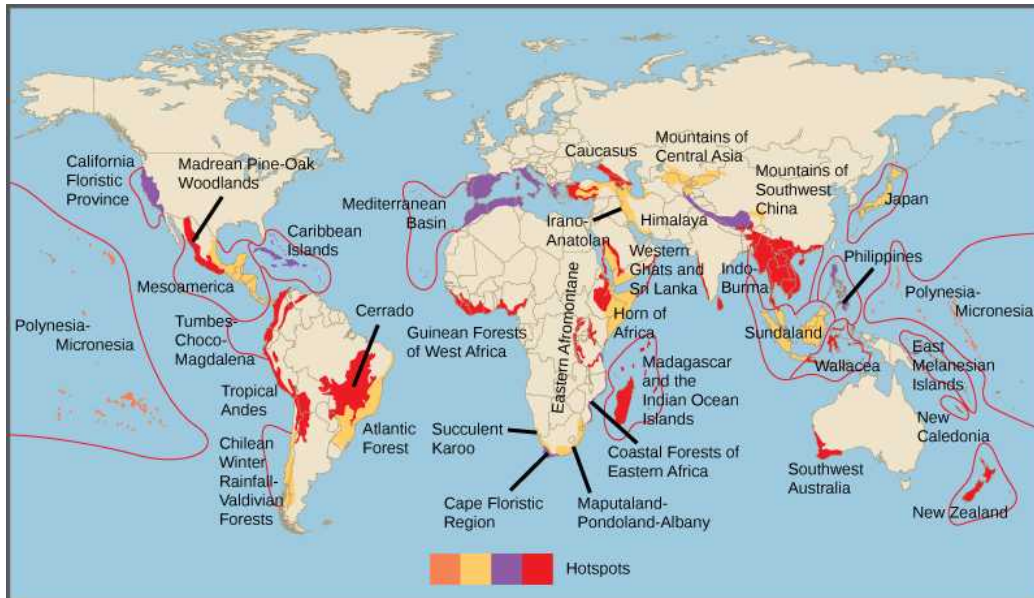 California
Floristic
Province
Madrean Pine-Oak
Woodlands
Caribbean
Islands
Mesoamerica
Polynesia-
Micronesia
Tumbes-
Choco-
Magdalena
Cerrado
Tropical
Andes
Atlantic
Forest
Chilean
Winter
Rainfall-
Valdivian
Forests
Mediterranean
Basin
Caucasus
Irano-
Anatolan
Mountains of
Central Asia
Mountains of
Southwest
China
Himalaya
Japan
Western
Ghats and
Sri Lanka
Indo-
Burma
Philippines
Polynesia-
Micronesia
Guinean Forests
of West Africa
Eastern Afromontane
Horn of
Africa
Sundaland
Wallacea
East
Melanesian
Islands
Madagascar
and the
Indian Ocean
Islands
Succulent
Karoo
Coastal Forests of
Eastern Africa
Cape Floristic
Region
Maputaland-
Pondoland-Albany
New
Caledonia
Southwest
Australia
New Zealand
Hotspots